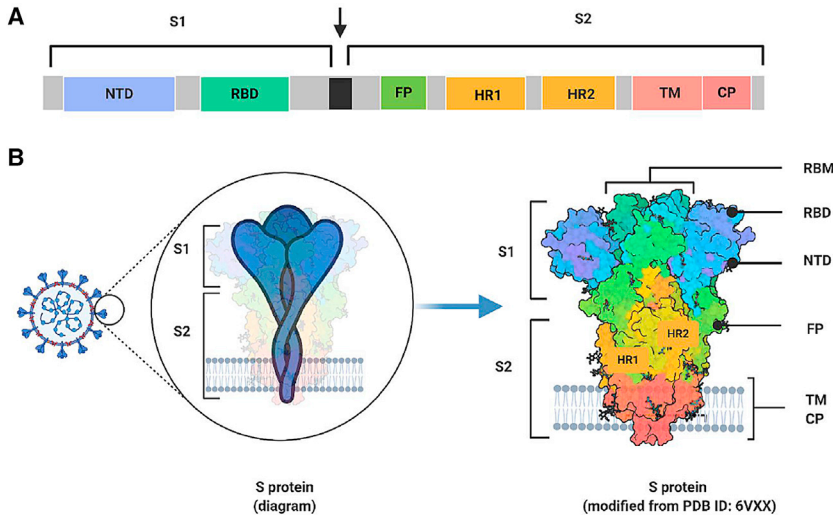 A
S1
S2
NTD
RBD
FP
HR1
HR2
TM
CP
B
S1
S2
S protein
(diagram)
RBM
RBD
S1
NTD
FP
HR2
HR1
S2
TM
CP
S protein
(modified from PDB ID: 6VXX)